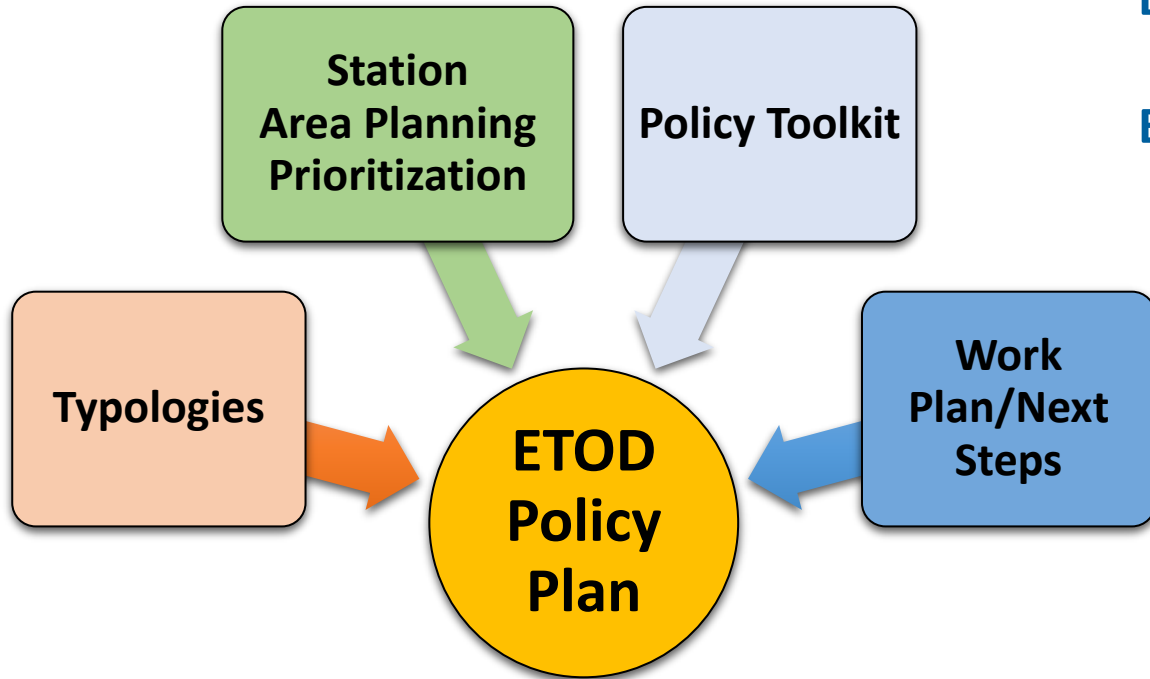 Station
Area Planning
Prioritization
Policy Toolkit
Typologies
Work
Plan/Next
Steps
ETOD
Policy
Plan